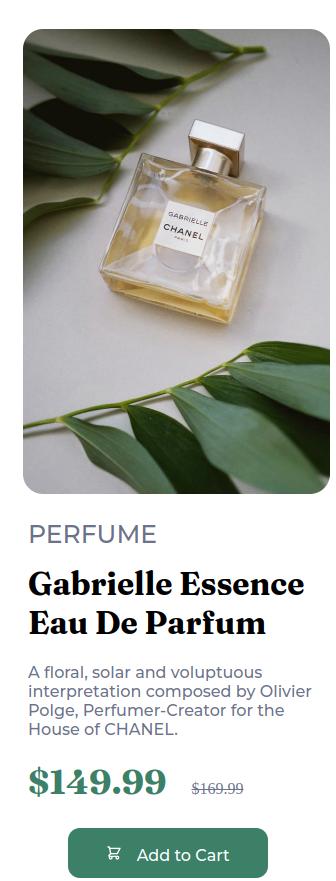 GABRIELLE
CHANEL
PARIS
PERFUME
Gabrielle Essence
Eau De Parfum
A floral, solar and voluptuous
interpretation composed by Olivier
Polge, Perfumer-Creator for the
House of CHANEL.
$149.99 $169.99
Add to Cart